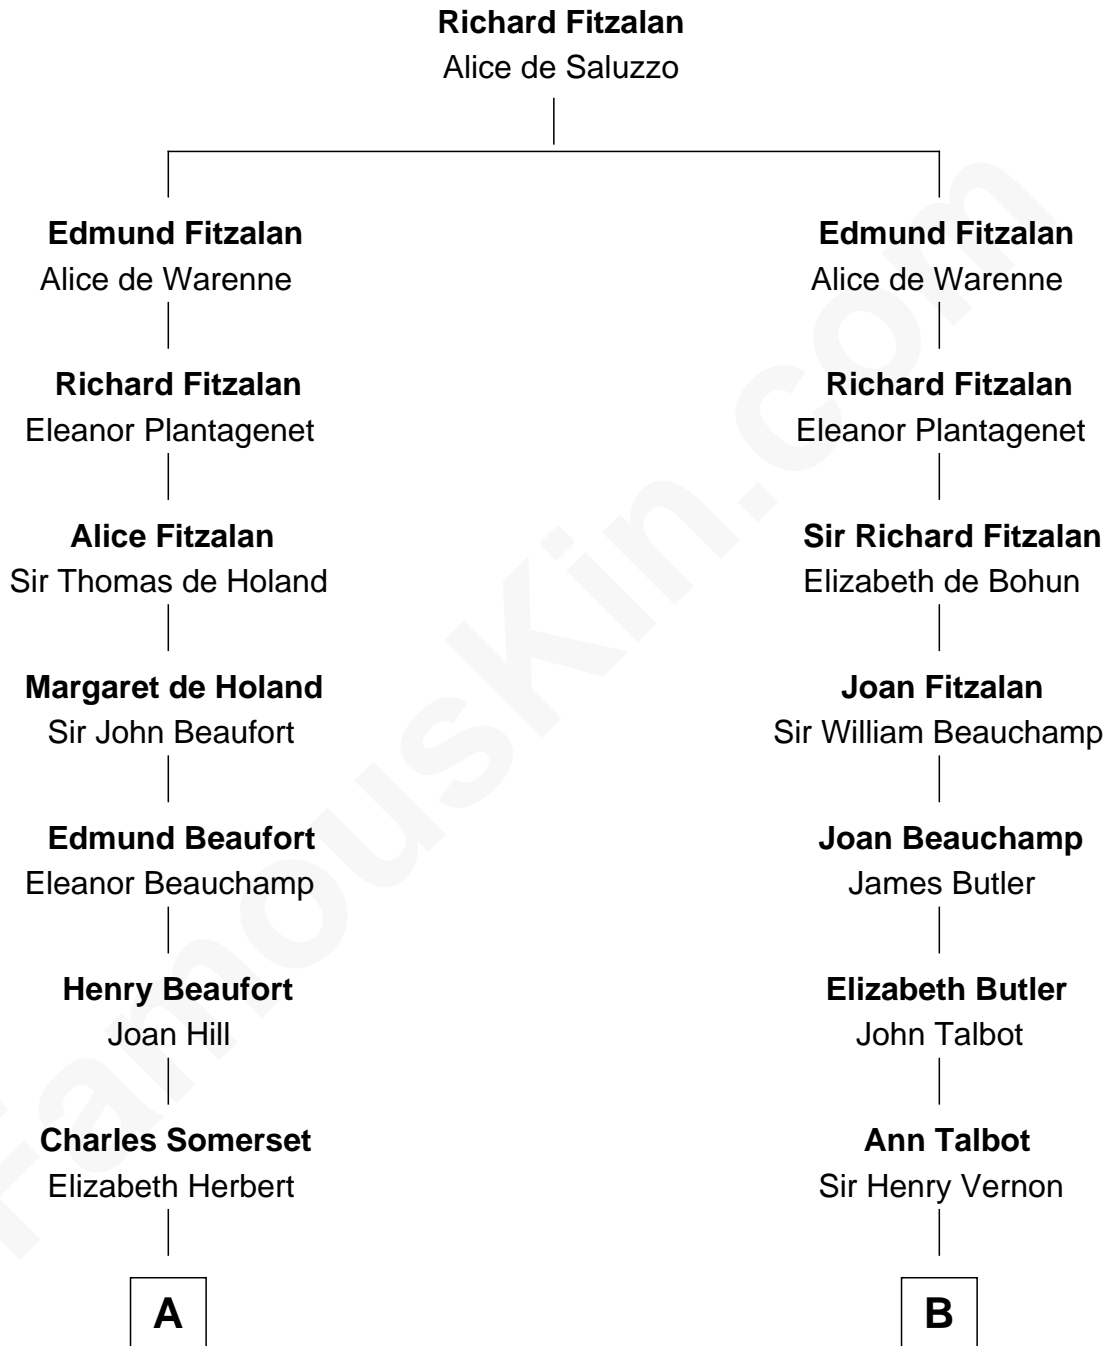 Richard Fitzalan
Alice de Saluzzo
Edmund Fitzalan
Alice de Warenne
Richard Fitzalan
Eleanor Plantagenet
Alice Fitzalan
Sir Thomas de Holand
Margaret de Holand
Sir John Beaufort
Edmund Beaufort
Eleanor Beauchamp
Henry Beaufort
Joan Hill
Charles Somerset
Elizabeth Herbert
A
Edmund Fitzalan
Alice de Warenne
Richard Fitzalan
Eleanor Plantagenet
Sir Richard Fitzalan
Elizabeth de Bohun
Joan Fitzalan
Sir William Beauchamp
Joan Beauchamp
James Butler
Elizabeth Butler
John Talbot
Ann Talbot
Sir Henry Vernon
B
FamousKin.com